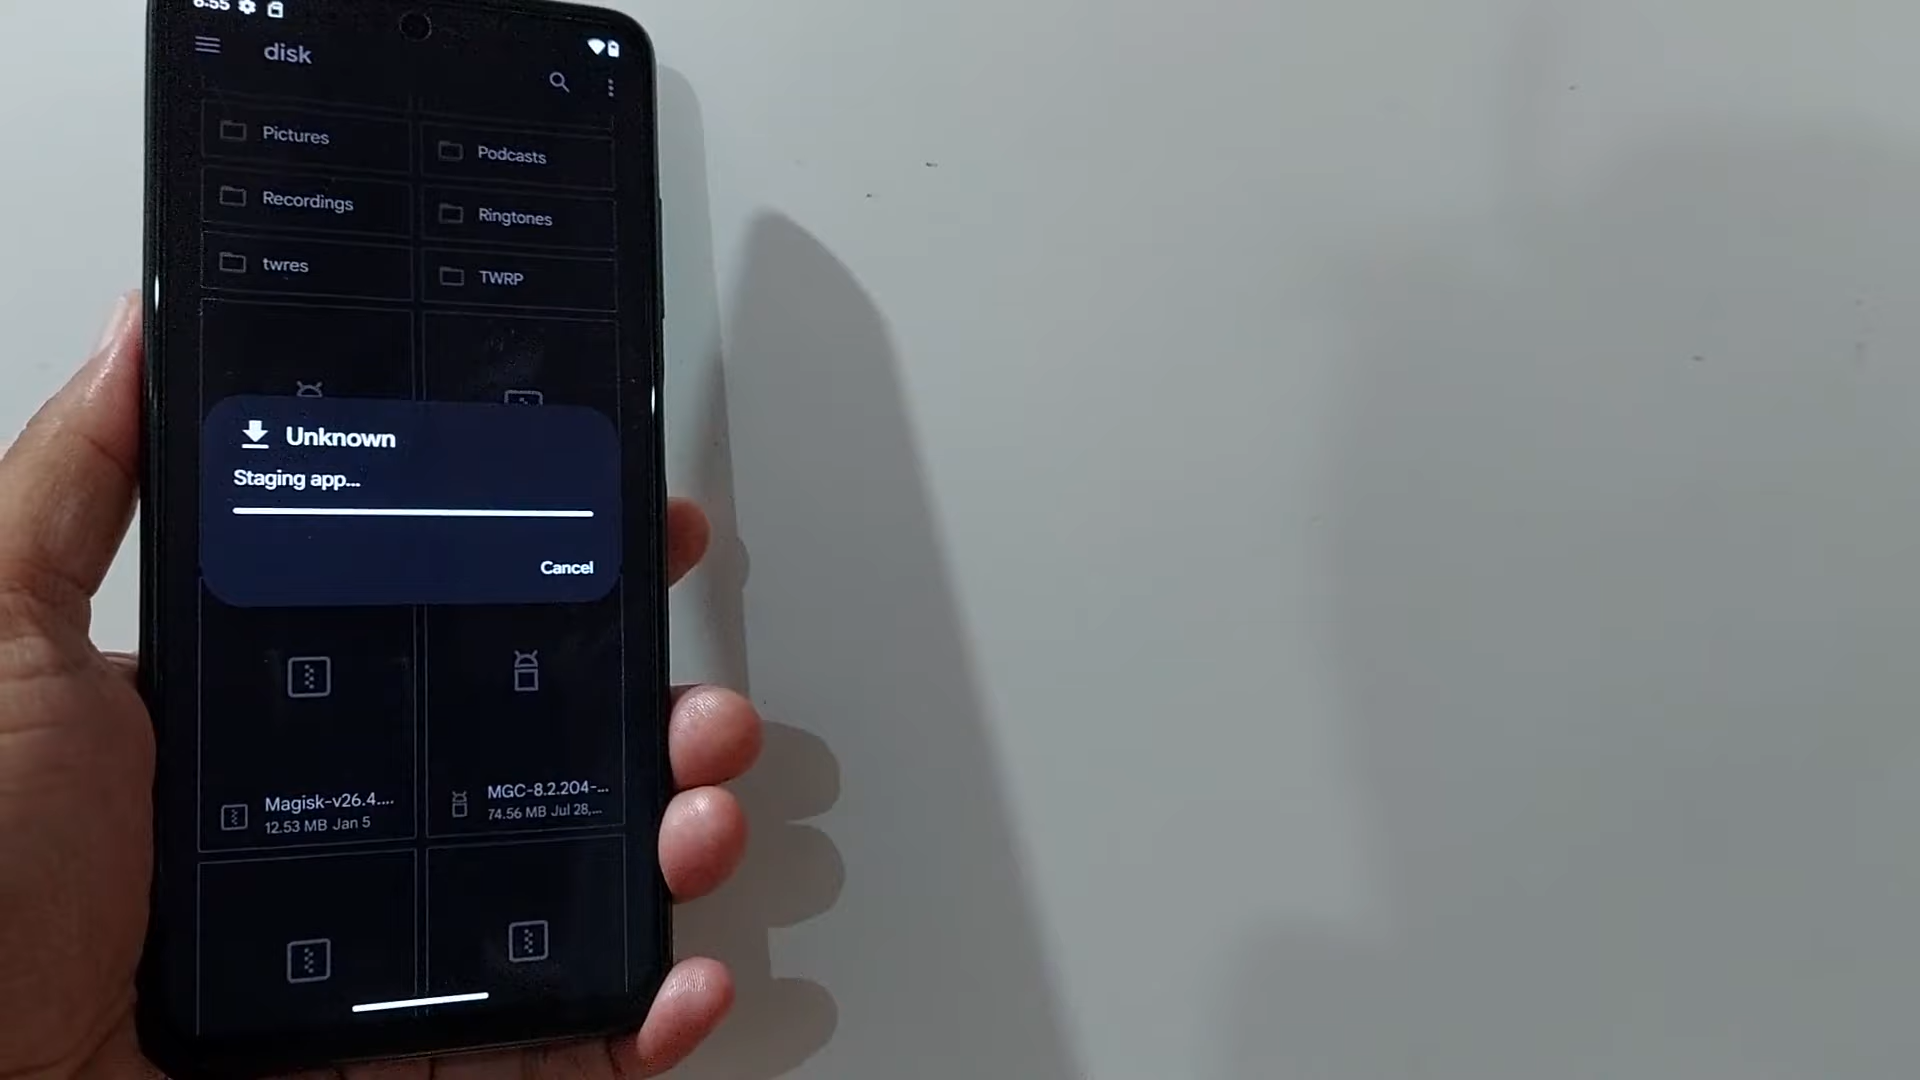 6:55
disk
Pictures
Podcasts
Recordings
Ringtones
twres
TWRP
Unknown
Staging app...
Cancel
Magisk-v26.4....
12.53 MB Jan 5
MGC-8.2.204-...
74.56 MB Jul 28,...